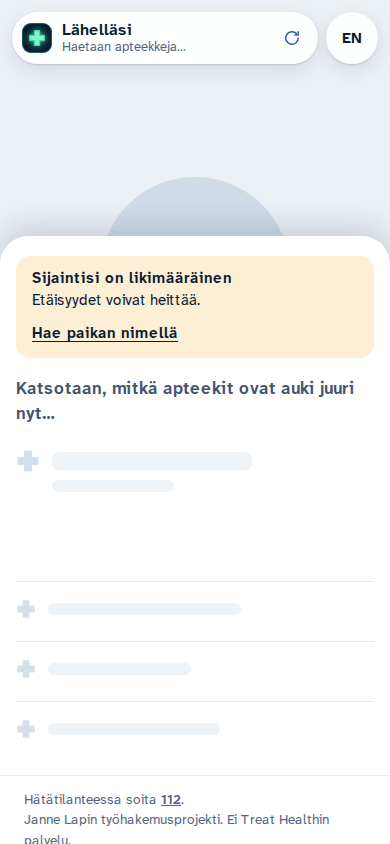 Lähelläsi
Haetaan apteekkeja…
EN
Sijaintisi on likimääräinen
Etäisyydet voivat heittää.
Hae paikan nimellä
Katsotaan, mitkä apteekit ovat auki juuri
nyt…
Hätätilanteessa soita 112.
Janne Lapin työhakemusprojekti. Ei Treat Healthin
palvelu.